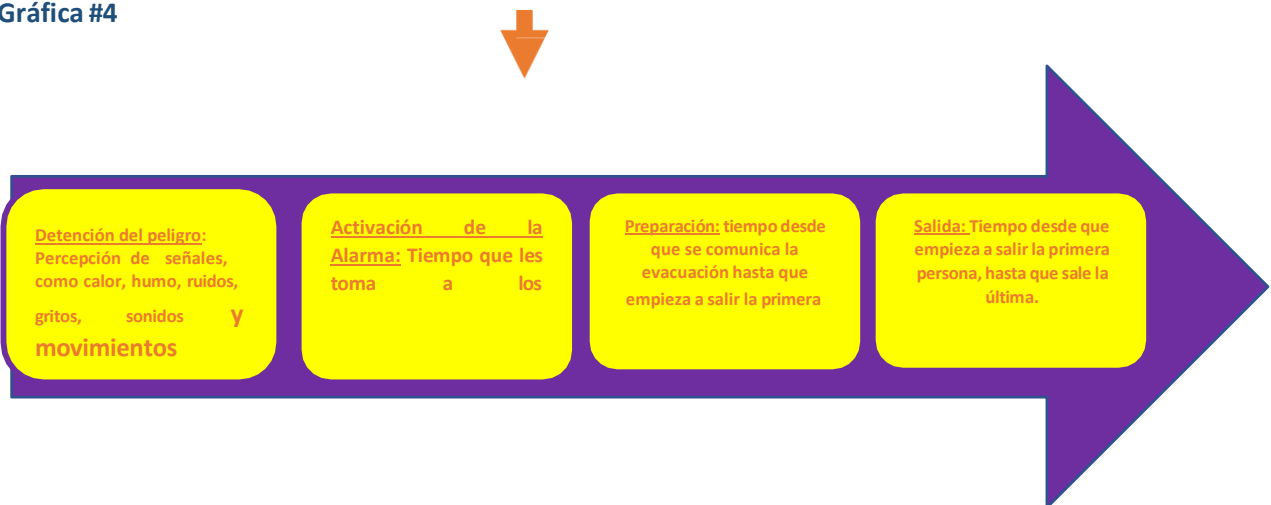 Gráfica #4
Detención del peligro:
Percepción de señales,
como calor, humo, ruidos,
gritos, sonidos y
movimientos
Activación de la
Alarma: Tiempo que les
toma a los
Preparación: tiempo desde
que se comunica la
evacuación hasta que
empieza a salir la primera
Salida: Tiempo desde que
empieza a salir la primera
persona, hasta que sale la
última.